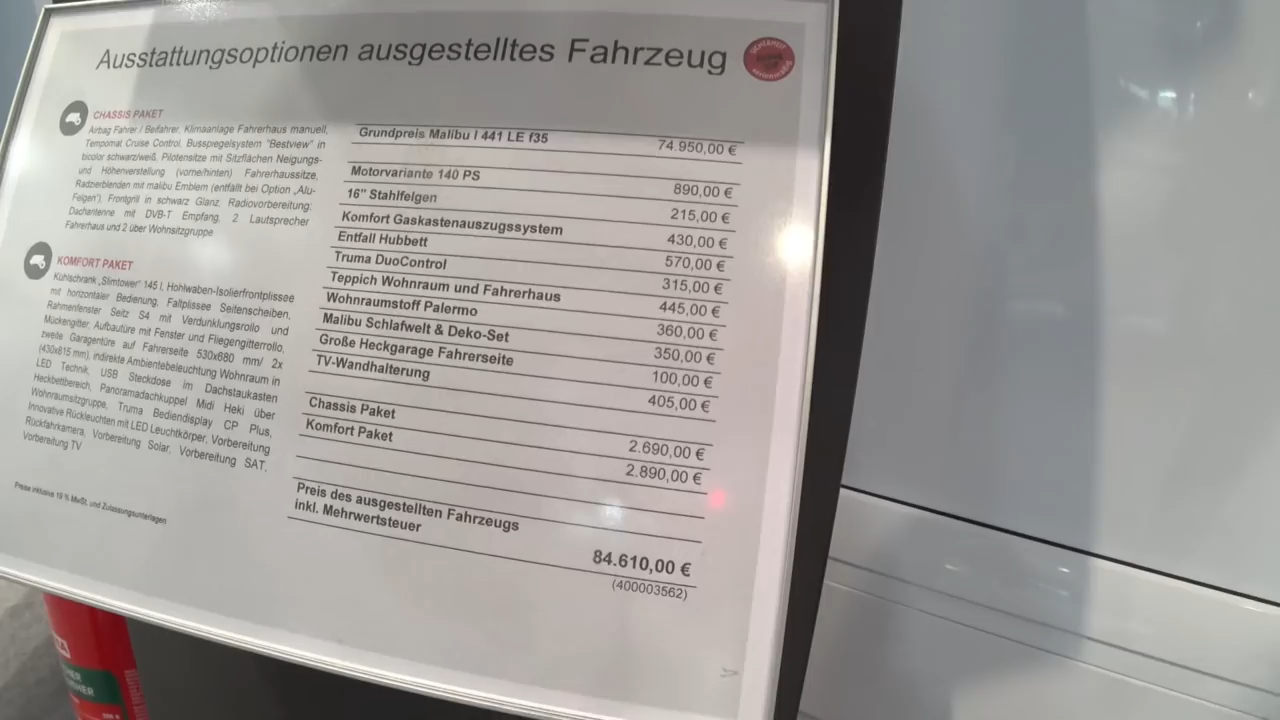 Ausstattungsoptionen ausgestelltes Fahrzeug
SICHERHEIT
serienmäßig
CHASSIS PAKET
Airbag Fahrer / Beifahrer, Klimaanlage Fahrerhaus manuell,
Tempomat Cruise Control, Busspiegelsystem "Bestview" in
bicolor schwarz/weiß, Pilotensitze mit Sitzflächen Neigungs-
und Höhenverstellung (vorne/hinten) Fahrerhaussitze,
Radzierblenden mit malibu Emblem (entfällt bei Option „Alu-
Felgen"), Frontgrill in schwarz Glanz, Radiovorbereitung:
Dachantenne mit DVB-T Empfang, 2 Lautsprecher
Fahrerhaus und 2 über Wohnsitzgruppe
KOMFORT PAKET
Kühlschrank „Slimtower" 145 l, Hohlwaben-Isolierfrontplissee
mit horizontaler Bedienung, Faltplissee Seitenscheiben,
Rahmenfenster Seitz S4 mit Verdunklungsrollo und
Mückengitter, Aufbautüre mit Fenster und Fliegengitterrollo,
zweite Garagentüre auf Fahrerseite 530x680 mm/ 2x
(430x815 mm), indirekte Ambientebeleuchtung Wohnraum in
LED Technik, USB Steckdose im Dachstaukasten
Heckbettbereich, Panoramadachkuppel Midi Heki über
Wohnraumsitzgruppe, Truma Bediendisplay CP Plus,
Innovative Rückleuchten mit LED Leuchtkörper, Vorbereitung
Rückfahrkamera, Vorbereitung Solar, Vorbereitung SAT,
Vorbereitung TV
Preise inklusive 19 % MwSt. und Zulassungsunterlagen
Grundpreis Malibu I 441 LE f35 74.950,00 €
Motorvariante 140 PS 890,00 €
16" Stahlfelgen 215,00 €
Komfort Gaskastenauszugssystem 430,00 €
Entfall Hubbett 570,00 €
Truma DuoControl 315,00 €
Teppich Wohnraum und Fahrerhaus 445,00 €
Wohnraumstoff Palermo 360,00 €
Malibu Schlafwelt & Deko-Set 350,00 €
Große Heckgarage Fahrerseite 100,00 €
TV-Wandhalterung 405,00 €
Chassis Paket 2.690,00 €
Komfort Paket 2.890,00 €
Preis des ausgestellten Fahrzeugs
inkl. Mehrwertsteuer
84.610,00 €
(400003562)